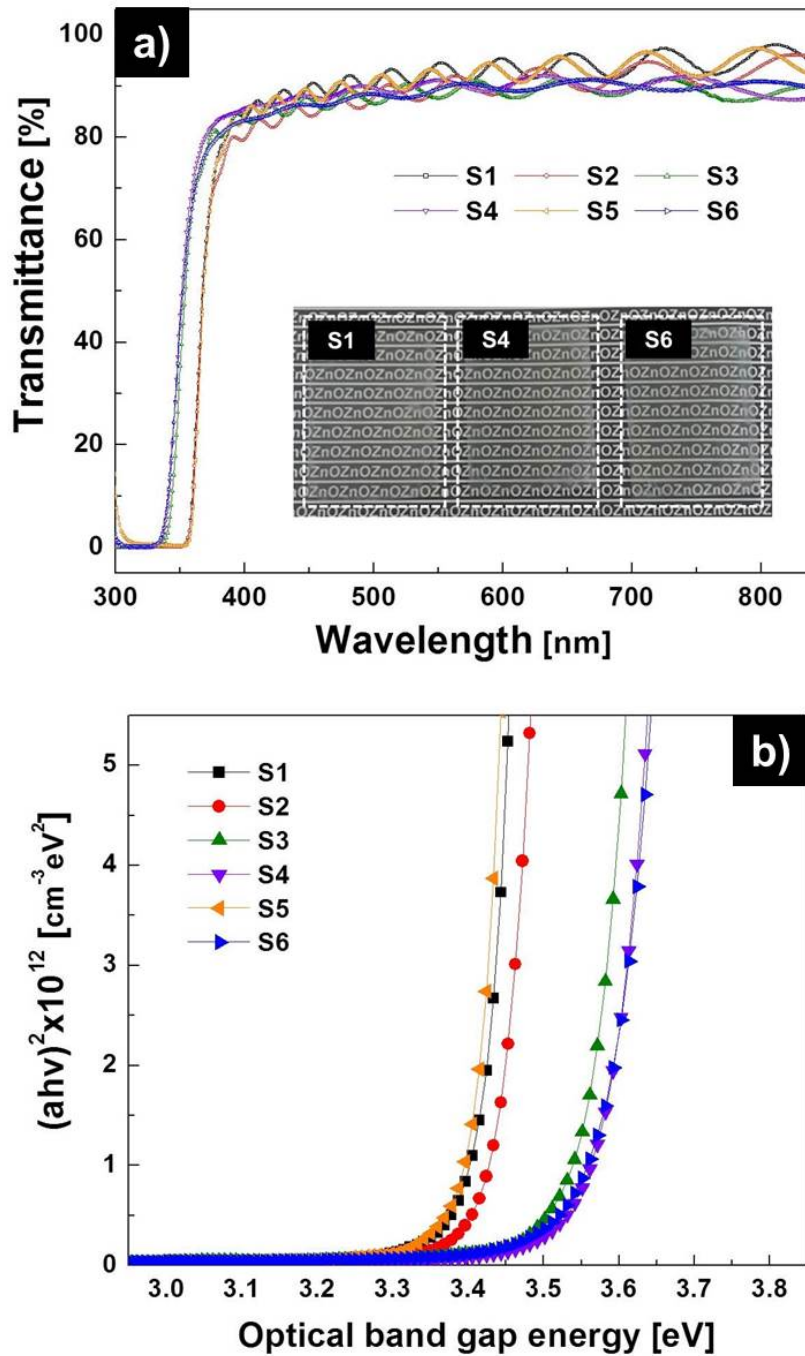 a)
100
80
60
40
20
0
Transmittance [%]
S1 S2 S3
S4 S5 S6
S1 S4 S6
300 400 500 600 700 800
Wavelength [nm]
b)
5
4
3
2
1
0
(ahv)²x10¹² [cm⁻³eV²]
S1
S2
S3
S4
S5
S6
3.0 3.1 3.2 3.3 3.4 3.5 3.6 3.7 3.8
Optical band gap energy [eV]